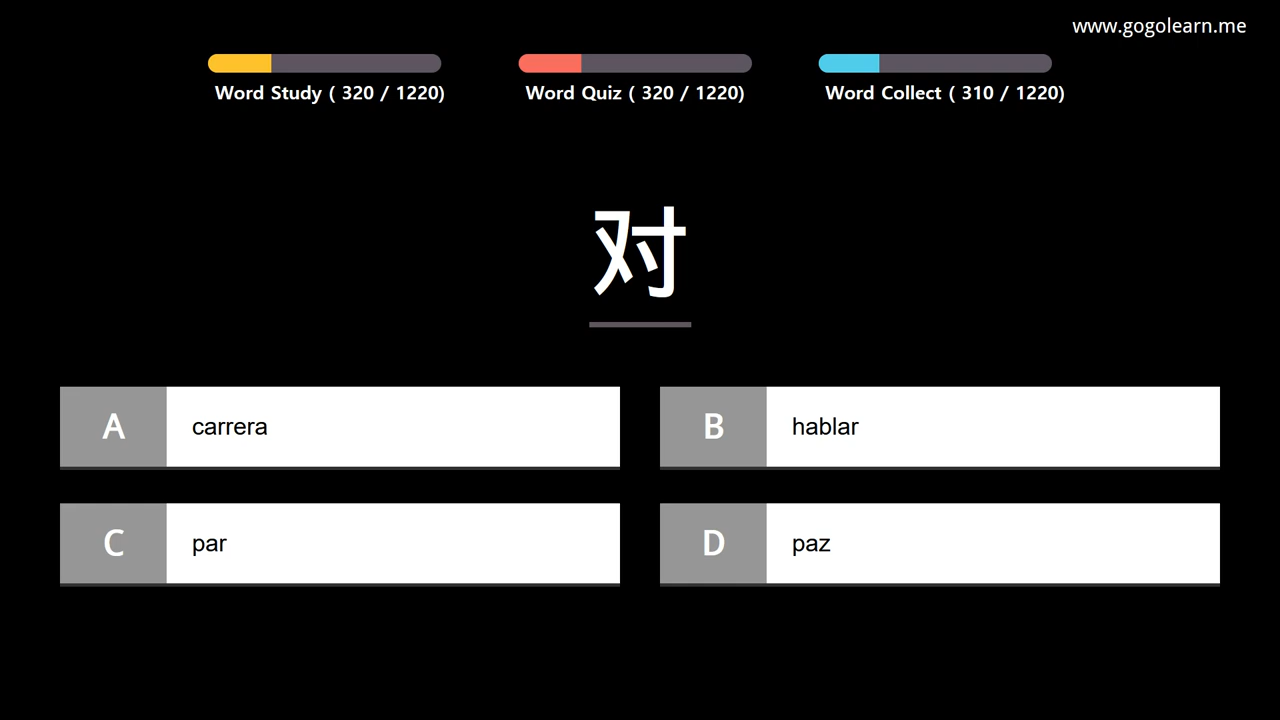 www.gogolearn.me
Word Study ( 320 / 1220)
Word Quiz ( 320 / 1220)
Word Collect ( 310 / 1220)
对
A carrera
B hablar
C par
D paz